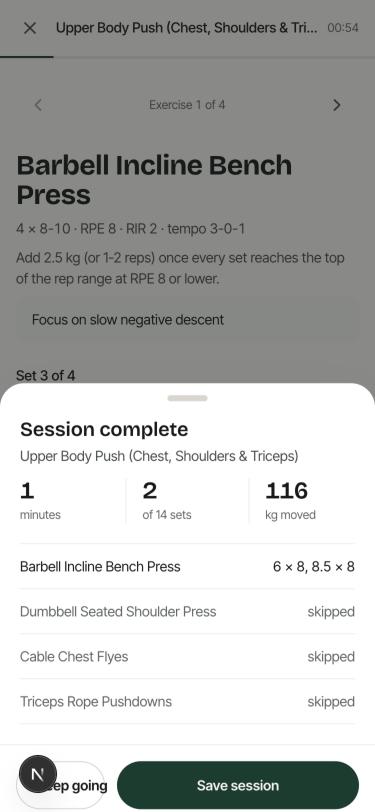 Upper Body Push (Chest, Shoulders & Tri... 00:54
Exercise 1 of 4
Barbell Incline Bench
Press
4 × 8-10 · RPE 8 · RIR 2 · tempo 3-0-1
Add 2.5 kg (or 1-2 reps) once every set reaches the top
of the rep range at RPE 8 or lower.
Focus on slow negative descent
Set 3 of 4
Session complete
Upper Body Push (Chest, Shoulders & Triceps)
1 2 116
minutes of 14 sets kg moved
Barbell Incline Bench Press 6 × 8, 8.5 × 8
Dumbbell Seated Shoulder Press skipped
Cable Chest Flyes skipped
Triceps Rope Pushdowns skipped
N ep going Save session